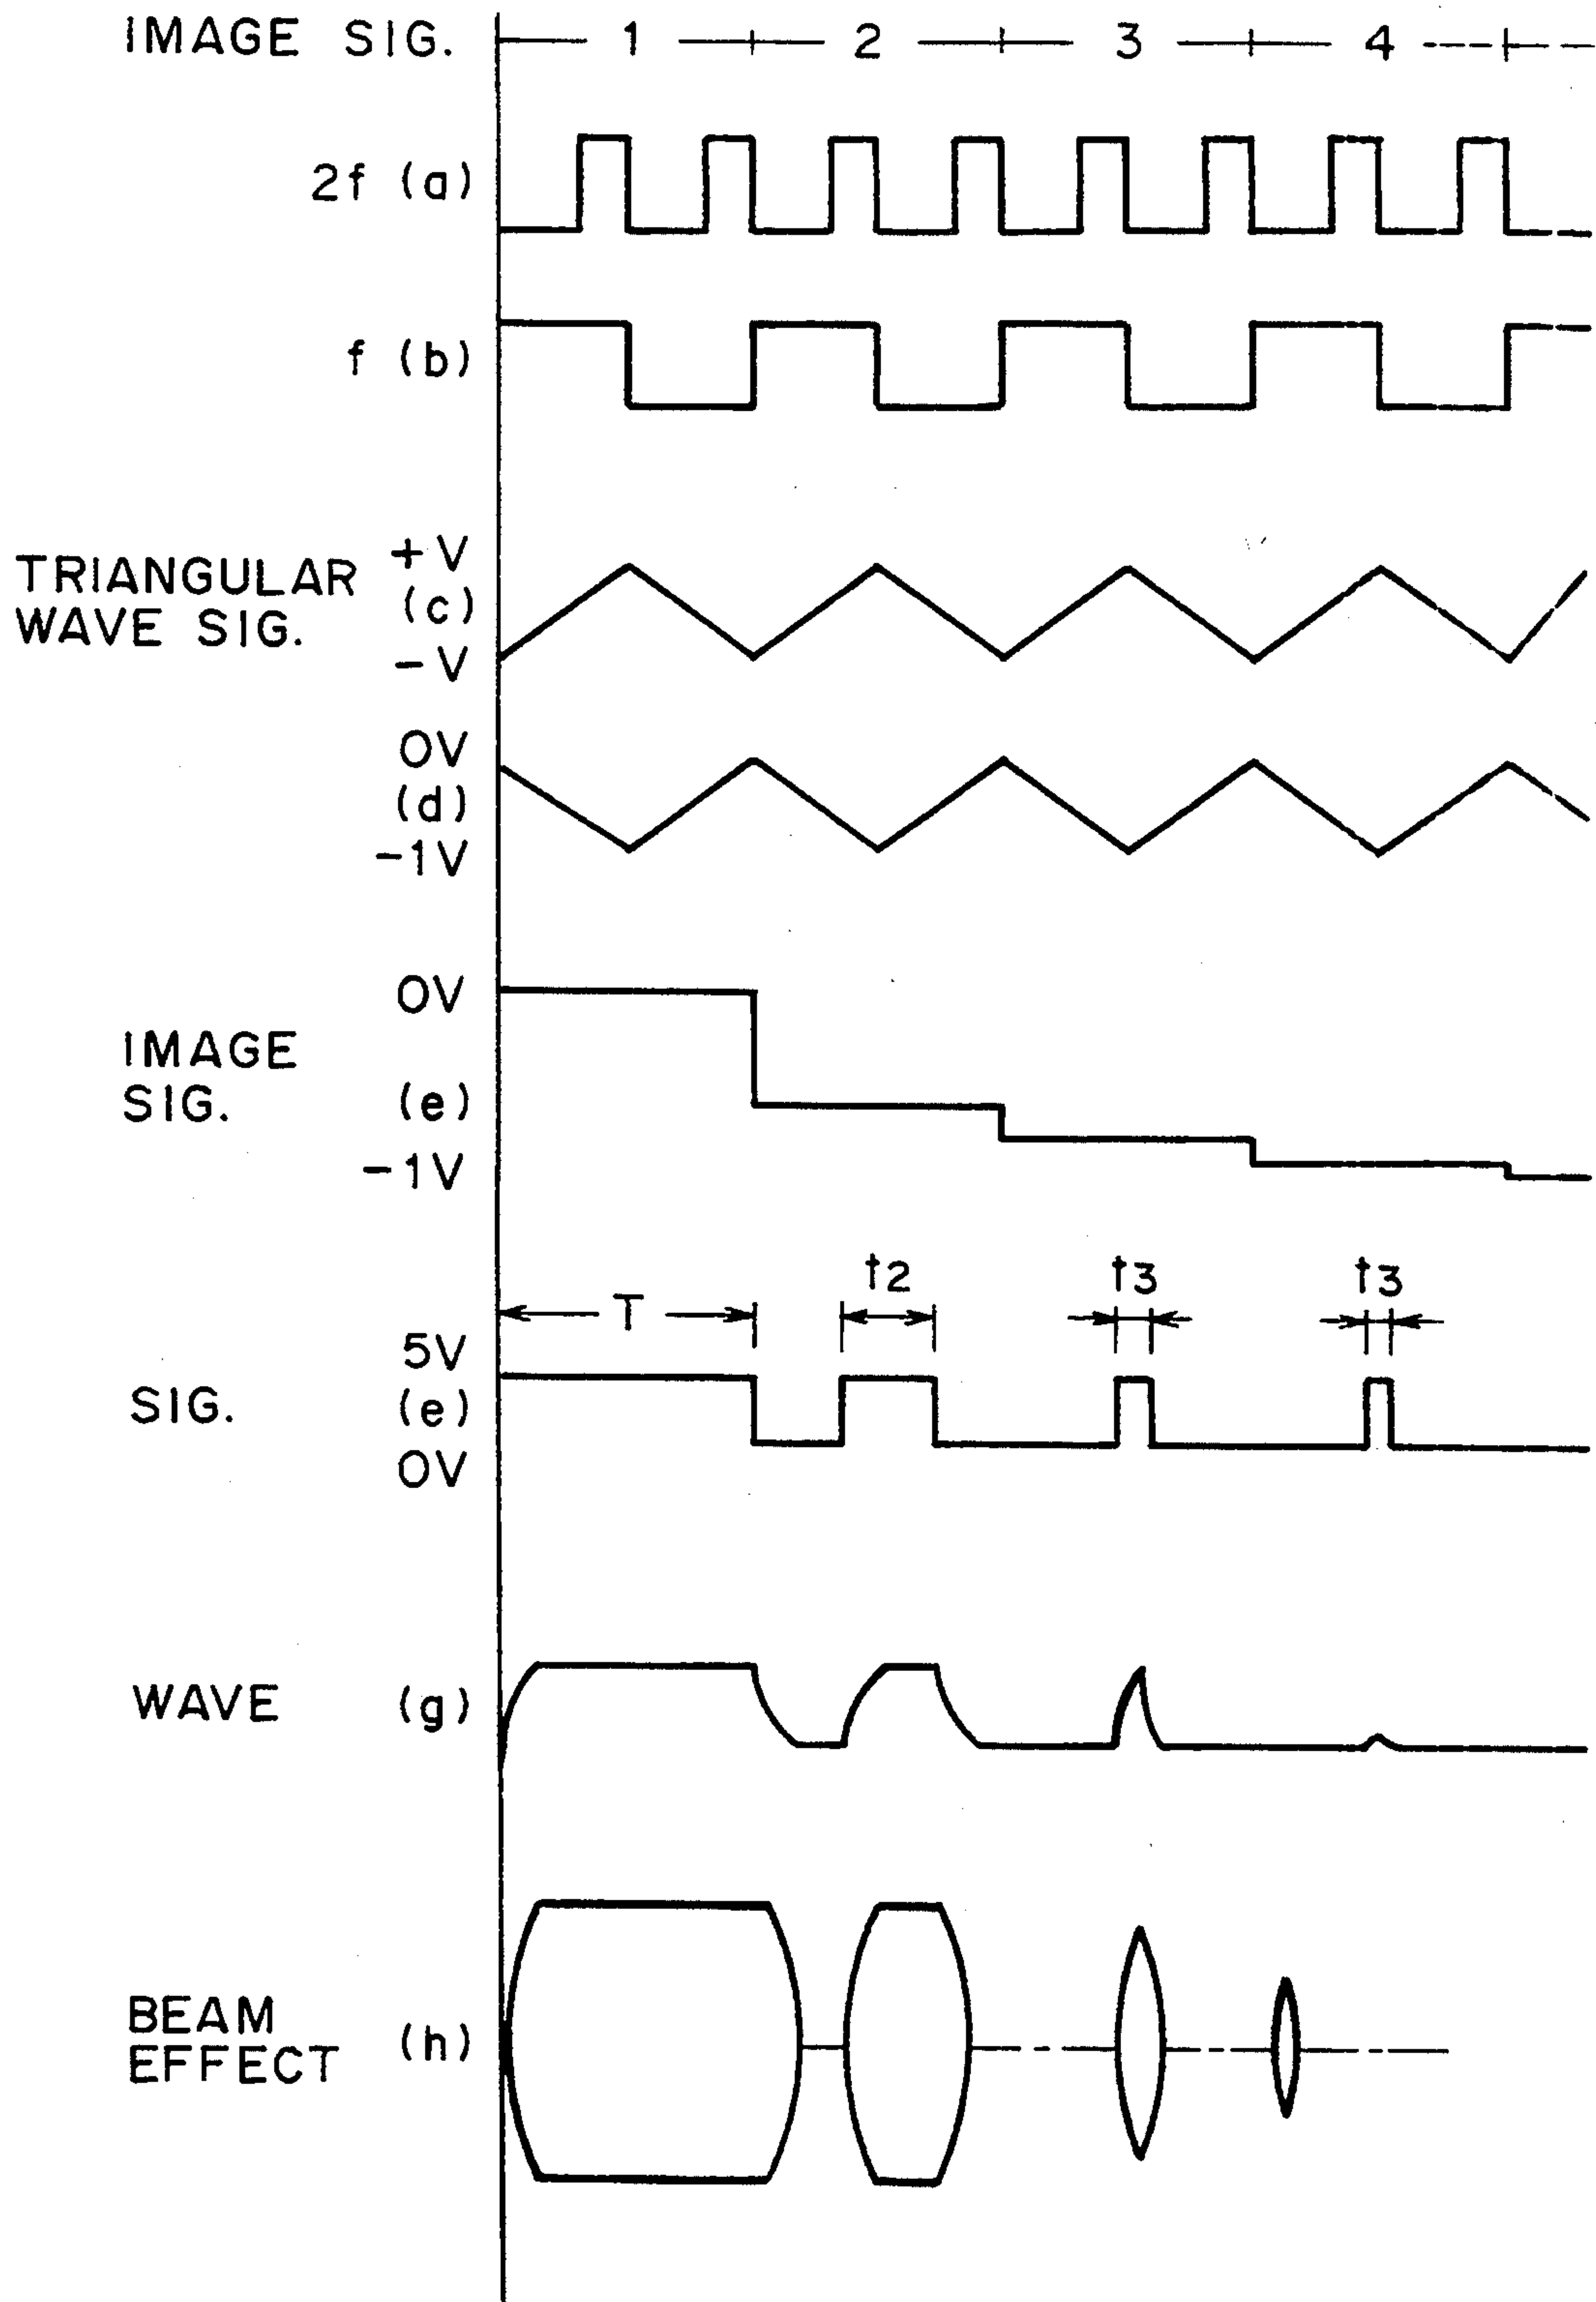 IMAGE SIG. 1 2 3 4
2f (a)
f (b)
+V
TRIANGULAR
(c)
WAVE SIG.
-V
0V
(d)
-1V
0V
IMAGE
SIG. (e)
-1V
t2 t3 t3
T
5V
SIG. (e)
0V
WAVE (g)
BEAM
EFFECT (h)